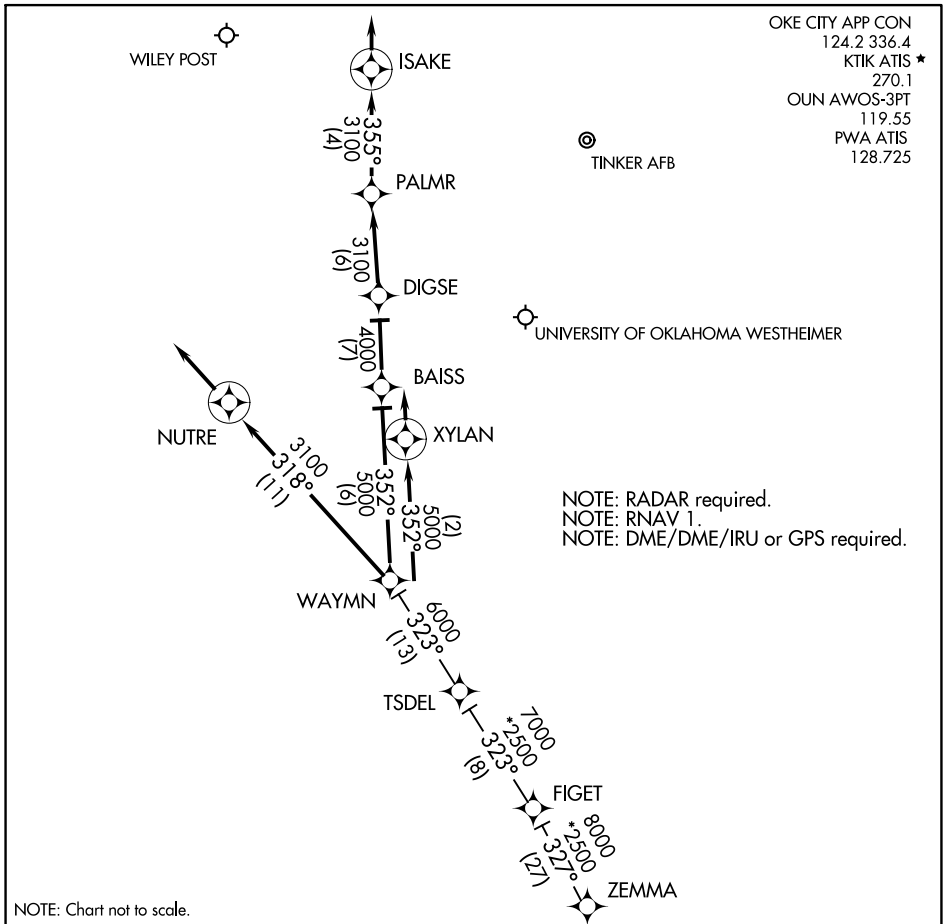 OKE CITY APP CON
124.2 336.4
KTIK ATIS ★
270.1
OUN AWOS-3PT
119.55
PWA ATIS
128.725
WILEY POST
ISAKE
355°
3100
(4)
TINKER AFB
PALMR
3100
(6)
DIGSE
UNIVERSITY OF OKLAHOMA WESTHEIMER
4000
(7)
BAISS
NUTRE
XYLAN
3100
318°
(11)
352°
5000
(6)
(2)
5000
352°
NOTE: RADAR required.
NOTE: RNAV 1.
NOTE: DME/DME/IRU or GPS required.
WAYMN
6000
323°
(13)
TSDEL
7000
*2500
323°
(8)
FIGET
8000
*2500
327°
(27)
ZEMMA
NOTE: Chart not to scale.